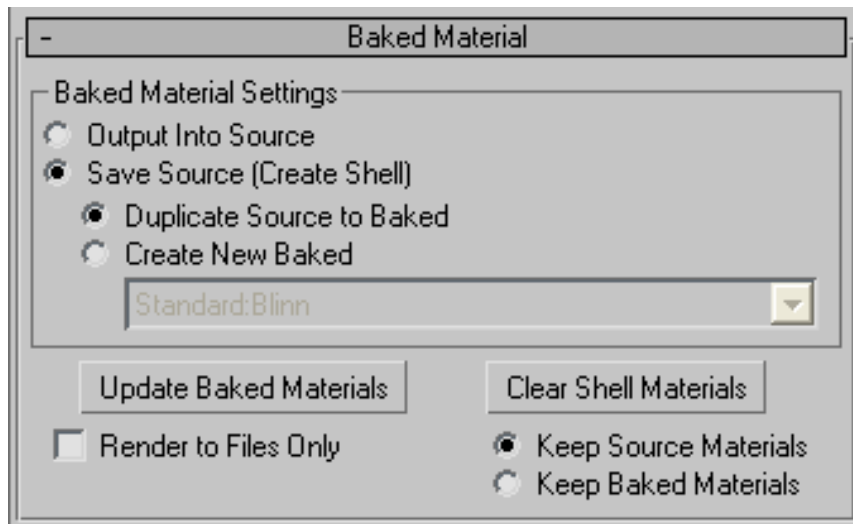 - Baked Material
Baked Material Settings
Output Into Source
Save Source (Create Shell)
Duplicate Source to Baked
Create New Baked
Standard:Blinn
Update Baked Materials
Clear Shell Materials
Render to Files Only
Keep Source Materials
Keep Baked Materials